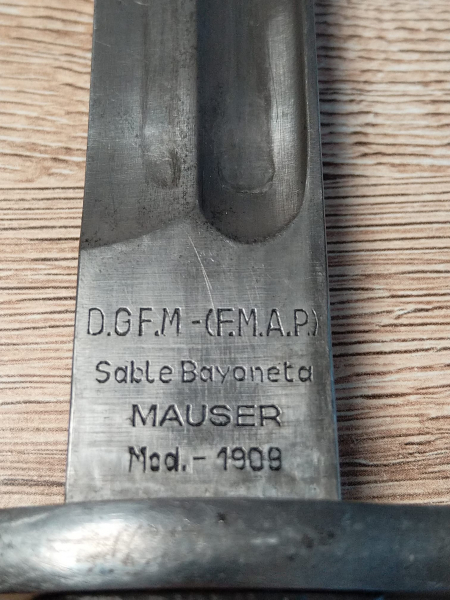 D.G.F.M-(F.M.A.P.)
Sable Bayoneta
MAUSER
Mod.-1909